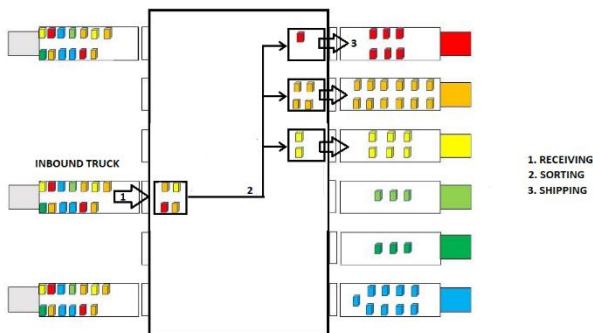 3
INBOUND TRUCK
1
2
1. RECEIVING
2. SORTING
3. SHIPPING